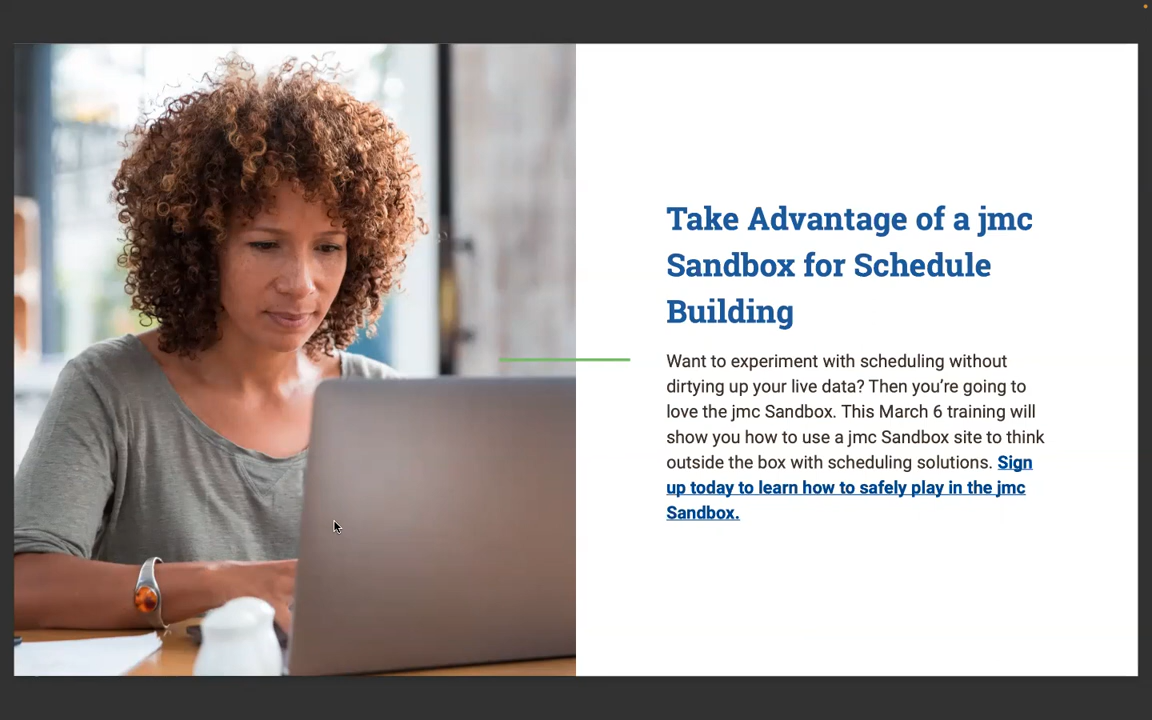 Take Advantage of a jmc
Sandbox for Schedule
Building
Want to experiment with scheduling without
dirtying up your live data? Then you’re going to
love the jmc Sandbox. This March 6 training will
show you how to use a jmc Sandbox site to think
outside the box with scheduling solutions. Sign
up today to learn how to safely play in the jmc
Sandbox.